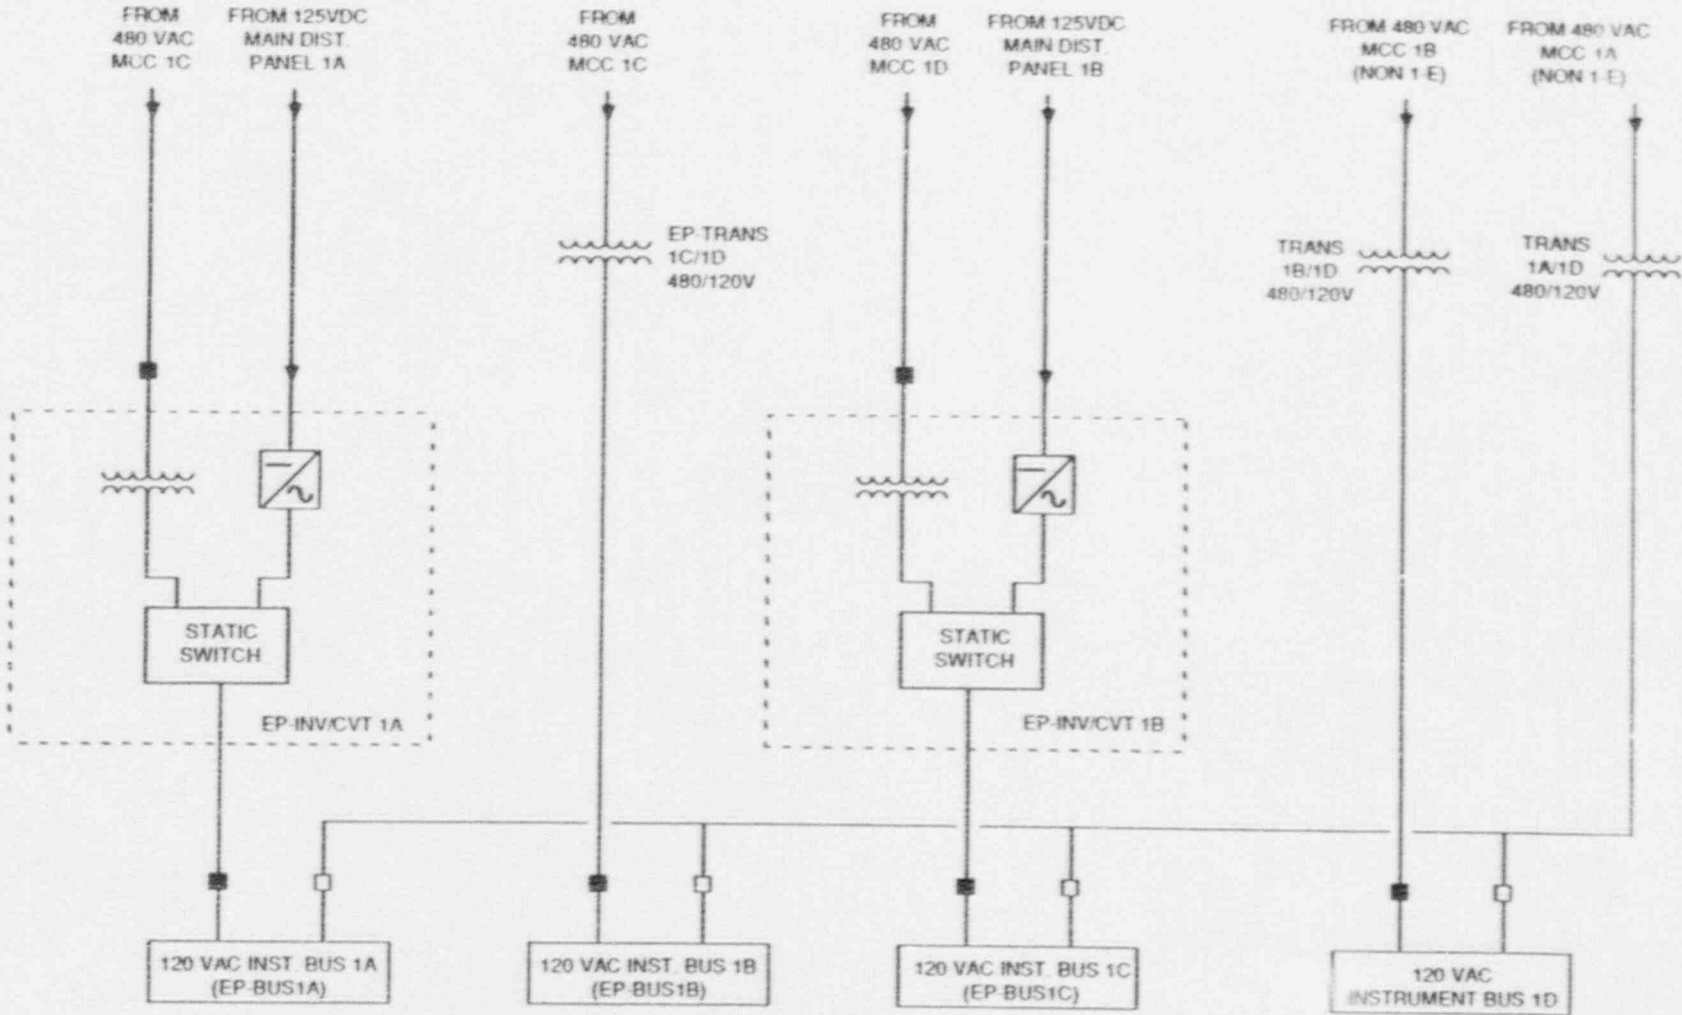 FROM
480 VAC
MCC 1C
FROM 125VDC
MAIN DIST.
PANEL 1A
FROM
480 VAC
MCC 1C
FROM
480 VAC
MCC 1D
FROM 125VDC
MAIN DIST.
PANEL 1B
FROM 480 VAC
MCC 1B
(NON 1-E)
FROM 480 VAC
MCC 1A
(NON 1-E)
EP-TRANS
1C/1D
480/120V
TRANS
1B/1D
480/120V
TRANS
1A/1D
480/120V
STATIC
SWITCH
EP-INV/CVT 1A
STATIC
SWITCH
EP-INV/CVT 1B
120 VAC INST. BUS 1A
(EP-BUS1A)
120 VAC INST. BUS 1B
(EP-BUS1B)
120 VAC INST. BUS 1C
(EP-BUS1C)
120 VAC
INSTRUMENT BUS 1D